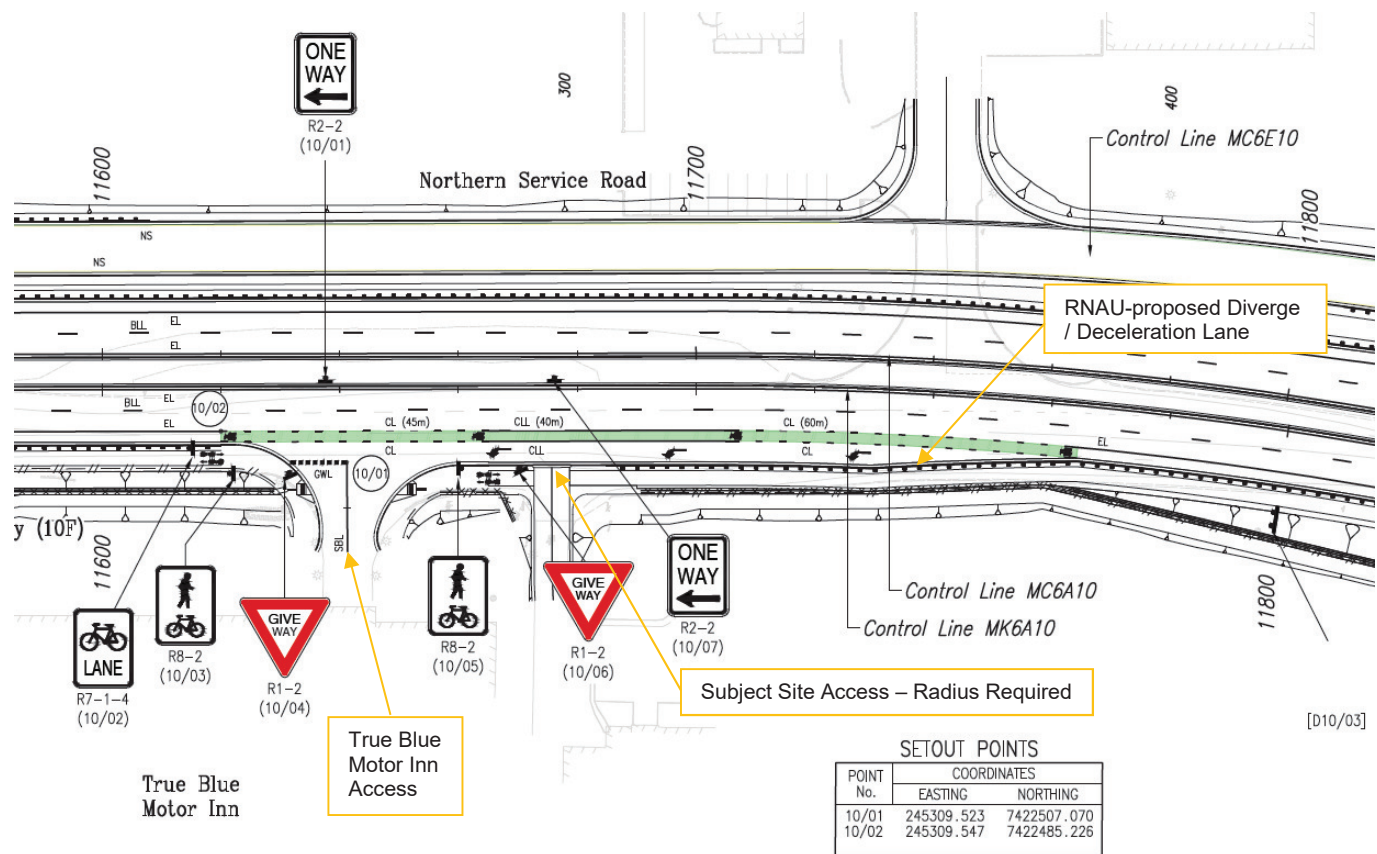 ONE
WAY
R2-2
(10/01)
300
400
11600
Northern Service Road
11700
Control Line MC6E10
11800
NS
NS
RNAU-proposed Diverge
/ Deceleration Lane
EL
BLL
EL
EL
BLL
10/02
EL
CL (45m)
CLL (40m)
CL (60m)
EL
CL
CLL
CL
GWL
10/01
SBL
y (10F)
11600
11800
LANE
R7-1-4
(10/02)
R8-2
(10/03)
GIVE
WAY
R1-2
(10/04)
R8-2
(10/05)
GIVE
WAY
R1-2
(10/06)
ONE
WAY
R2-2
(10/07)
Control Line MC6A10
Control Line MK6A10
Subject Site Access – Radius Required
True Blue
Motor Inn
Access
True Blue
Motor Inn
[D10/03]
SETOUT POINTS
POINT No. COORDINATES
EASTING NORTHING
10/01 245309.523 7422507.070
10/02 245309.547 7422485.226